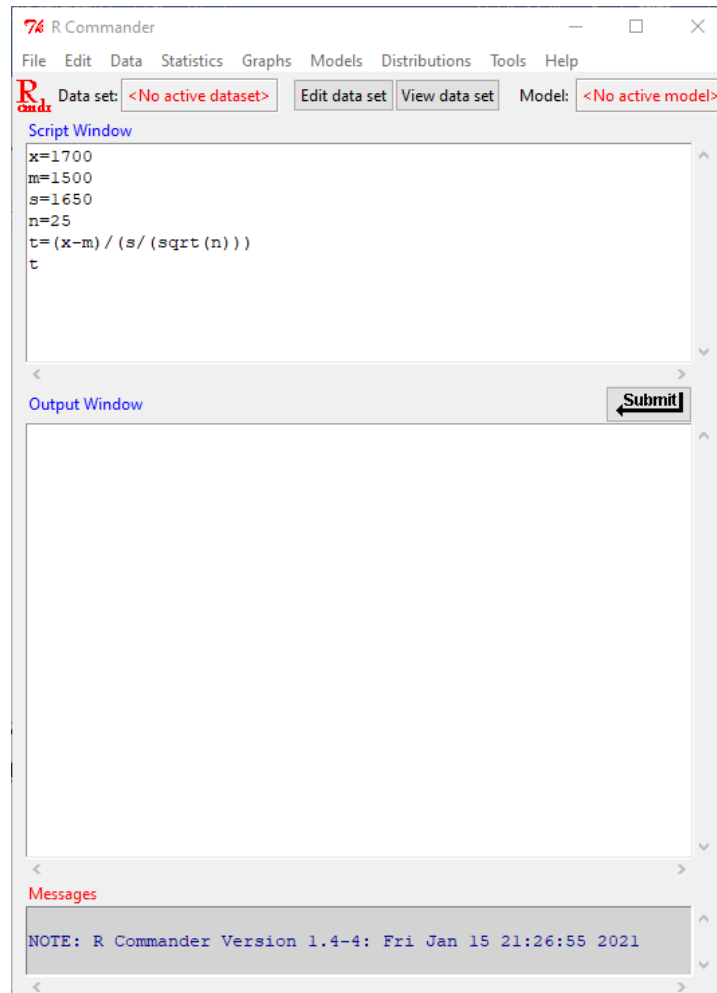 R Commander
File Edit Data Statistics Graphs Models Distributions Tools Help
R cmdr Data set: <No active dataset> Edit data set View data set Model: <No active model>
Script Window
x=1700
m=1500
s=1650
n=25
t=(x-m)/(s/(sqrt(n)))
t
Output Window Submit
Messages
NOTE: R Commander Version 1.4-4: Fri Jan 15 21:26:55 2021